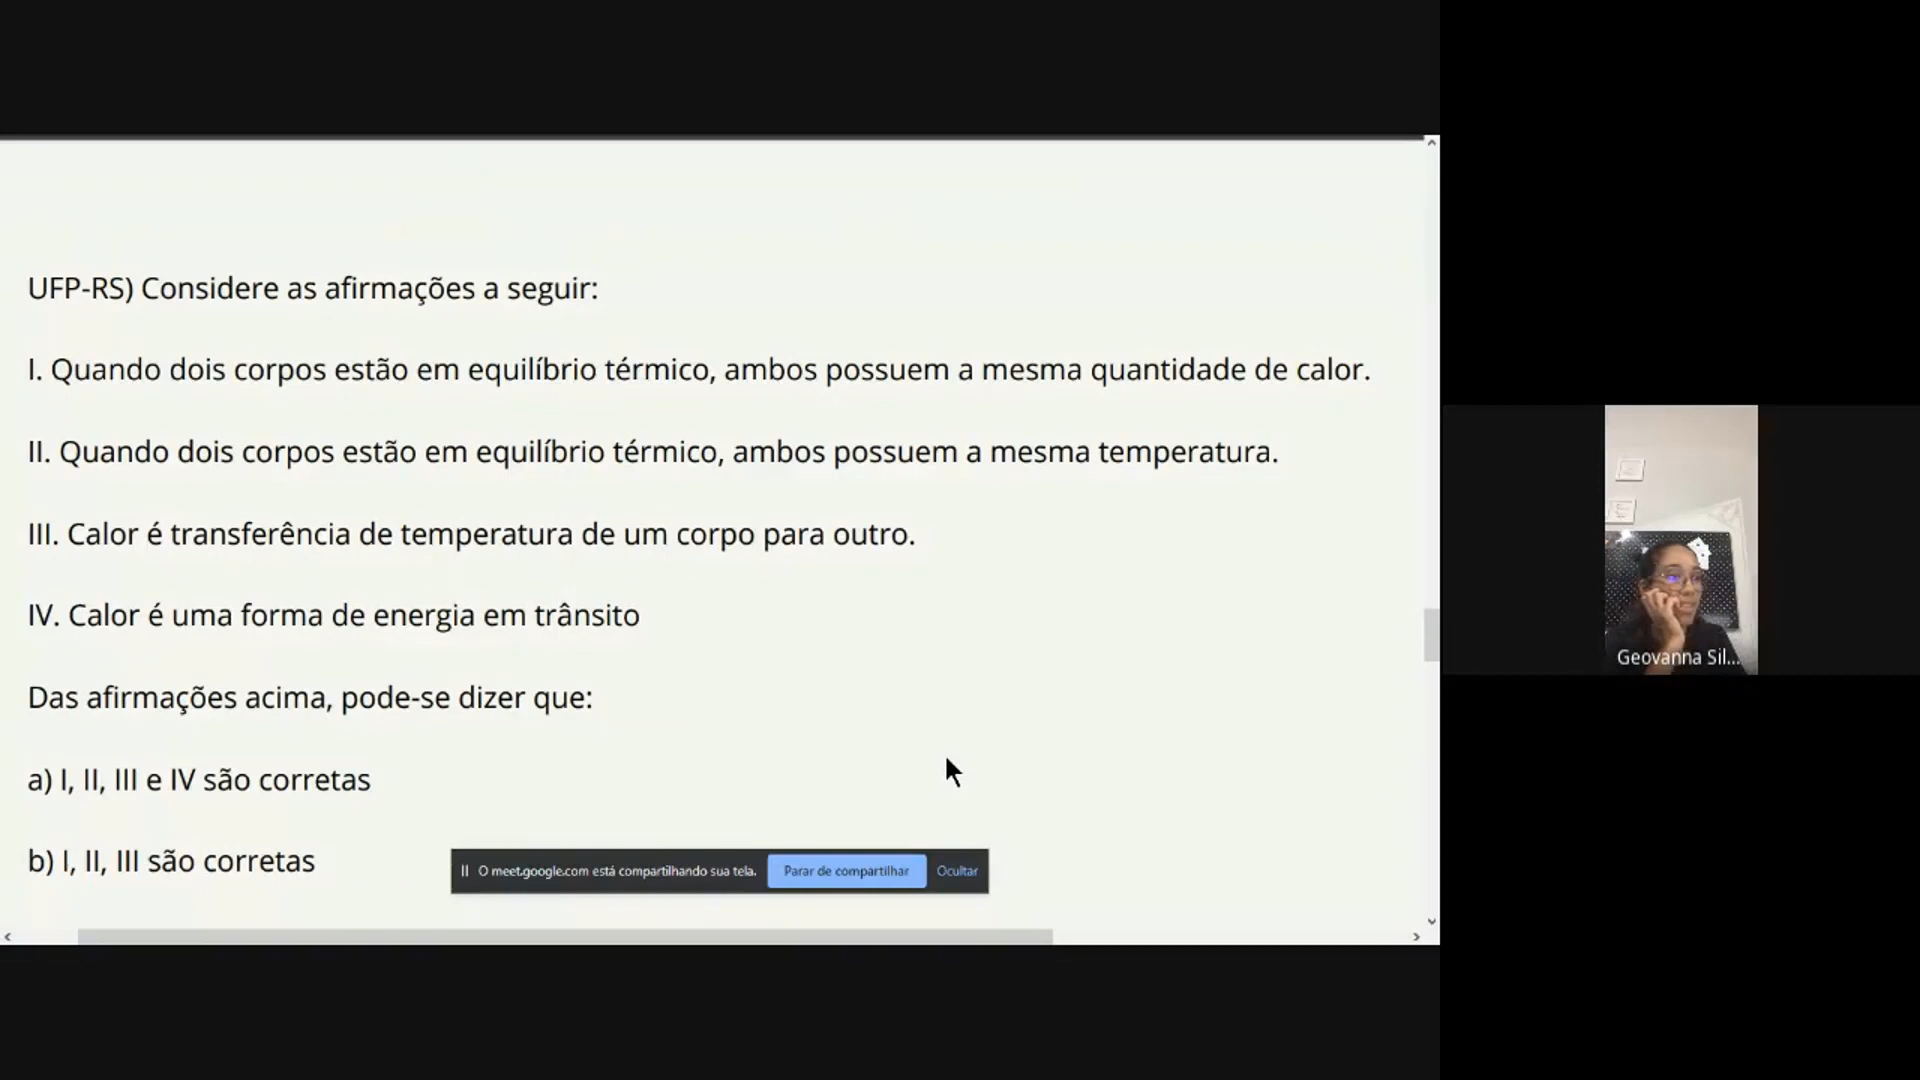 UFP-RS) Considere as afirmações a seguir:
I. Quando dois corpos estão em equilíbrio térmico, ambos possuem a mesma quantidade de calor.
II. Quando dois corpos estão em equilíbrio térmico, ambos possuem a mesma temperatura.
III. Calor é transferência de temperatura de um corpo para outro.
IV. Calor é uma forma de energia em trânsito
Das afirmações acima, pode-se dizer que:
a) I, II, III e IV são corretas
b) I, II, III são corretas
O meet.google.com está compartilhando sua tela. Parar de compartilhar Ocultar
Geovanna Sil...